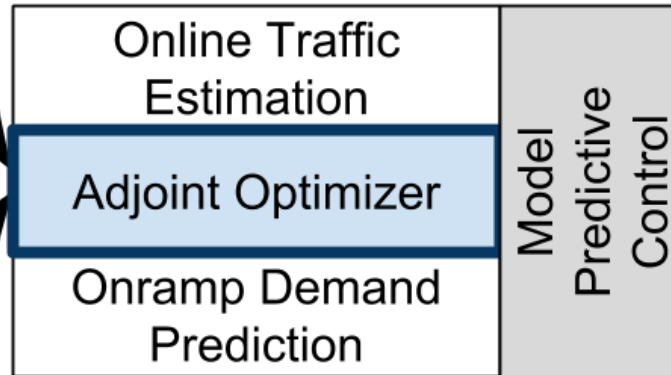 Online Traffic
Estimation
Adjoint Optimizer
Onramp Demand
Prediction
Model
Predictive
Control